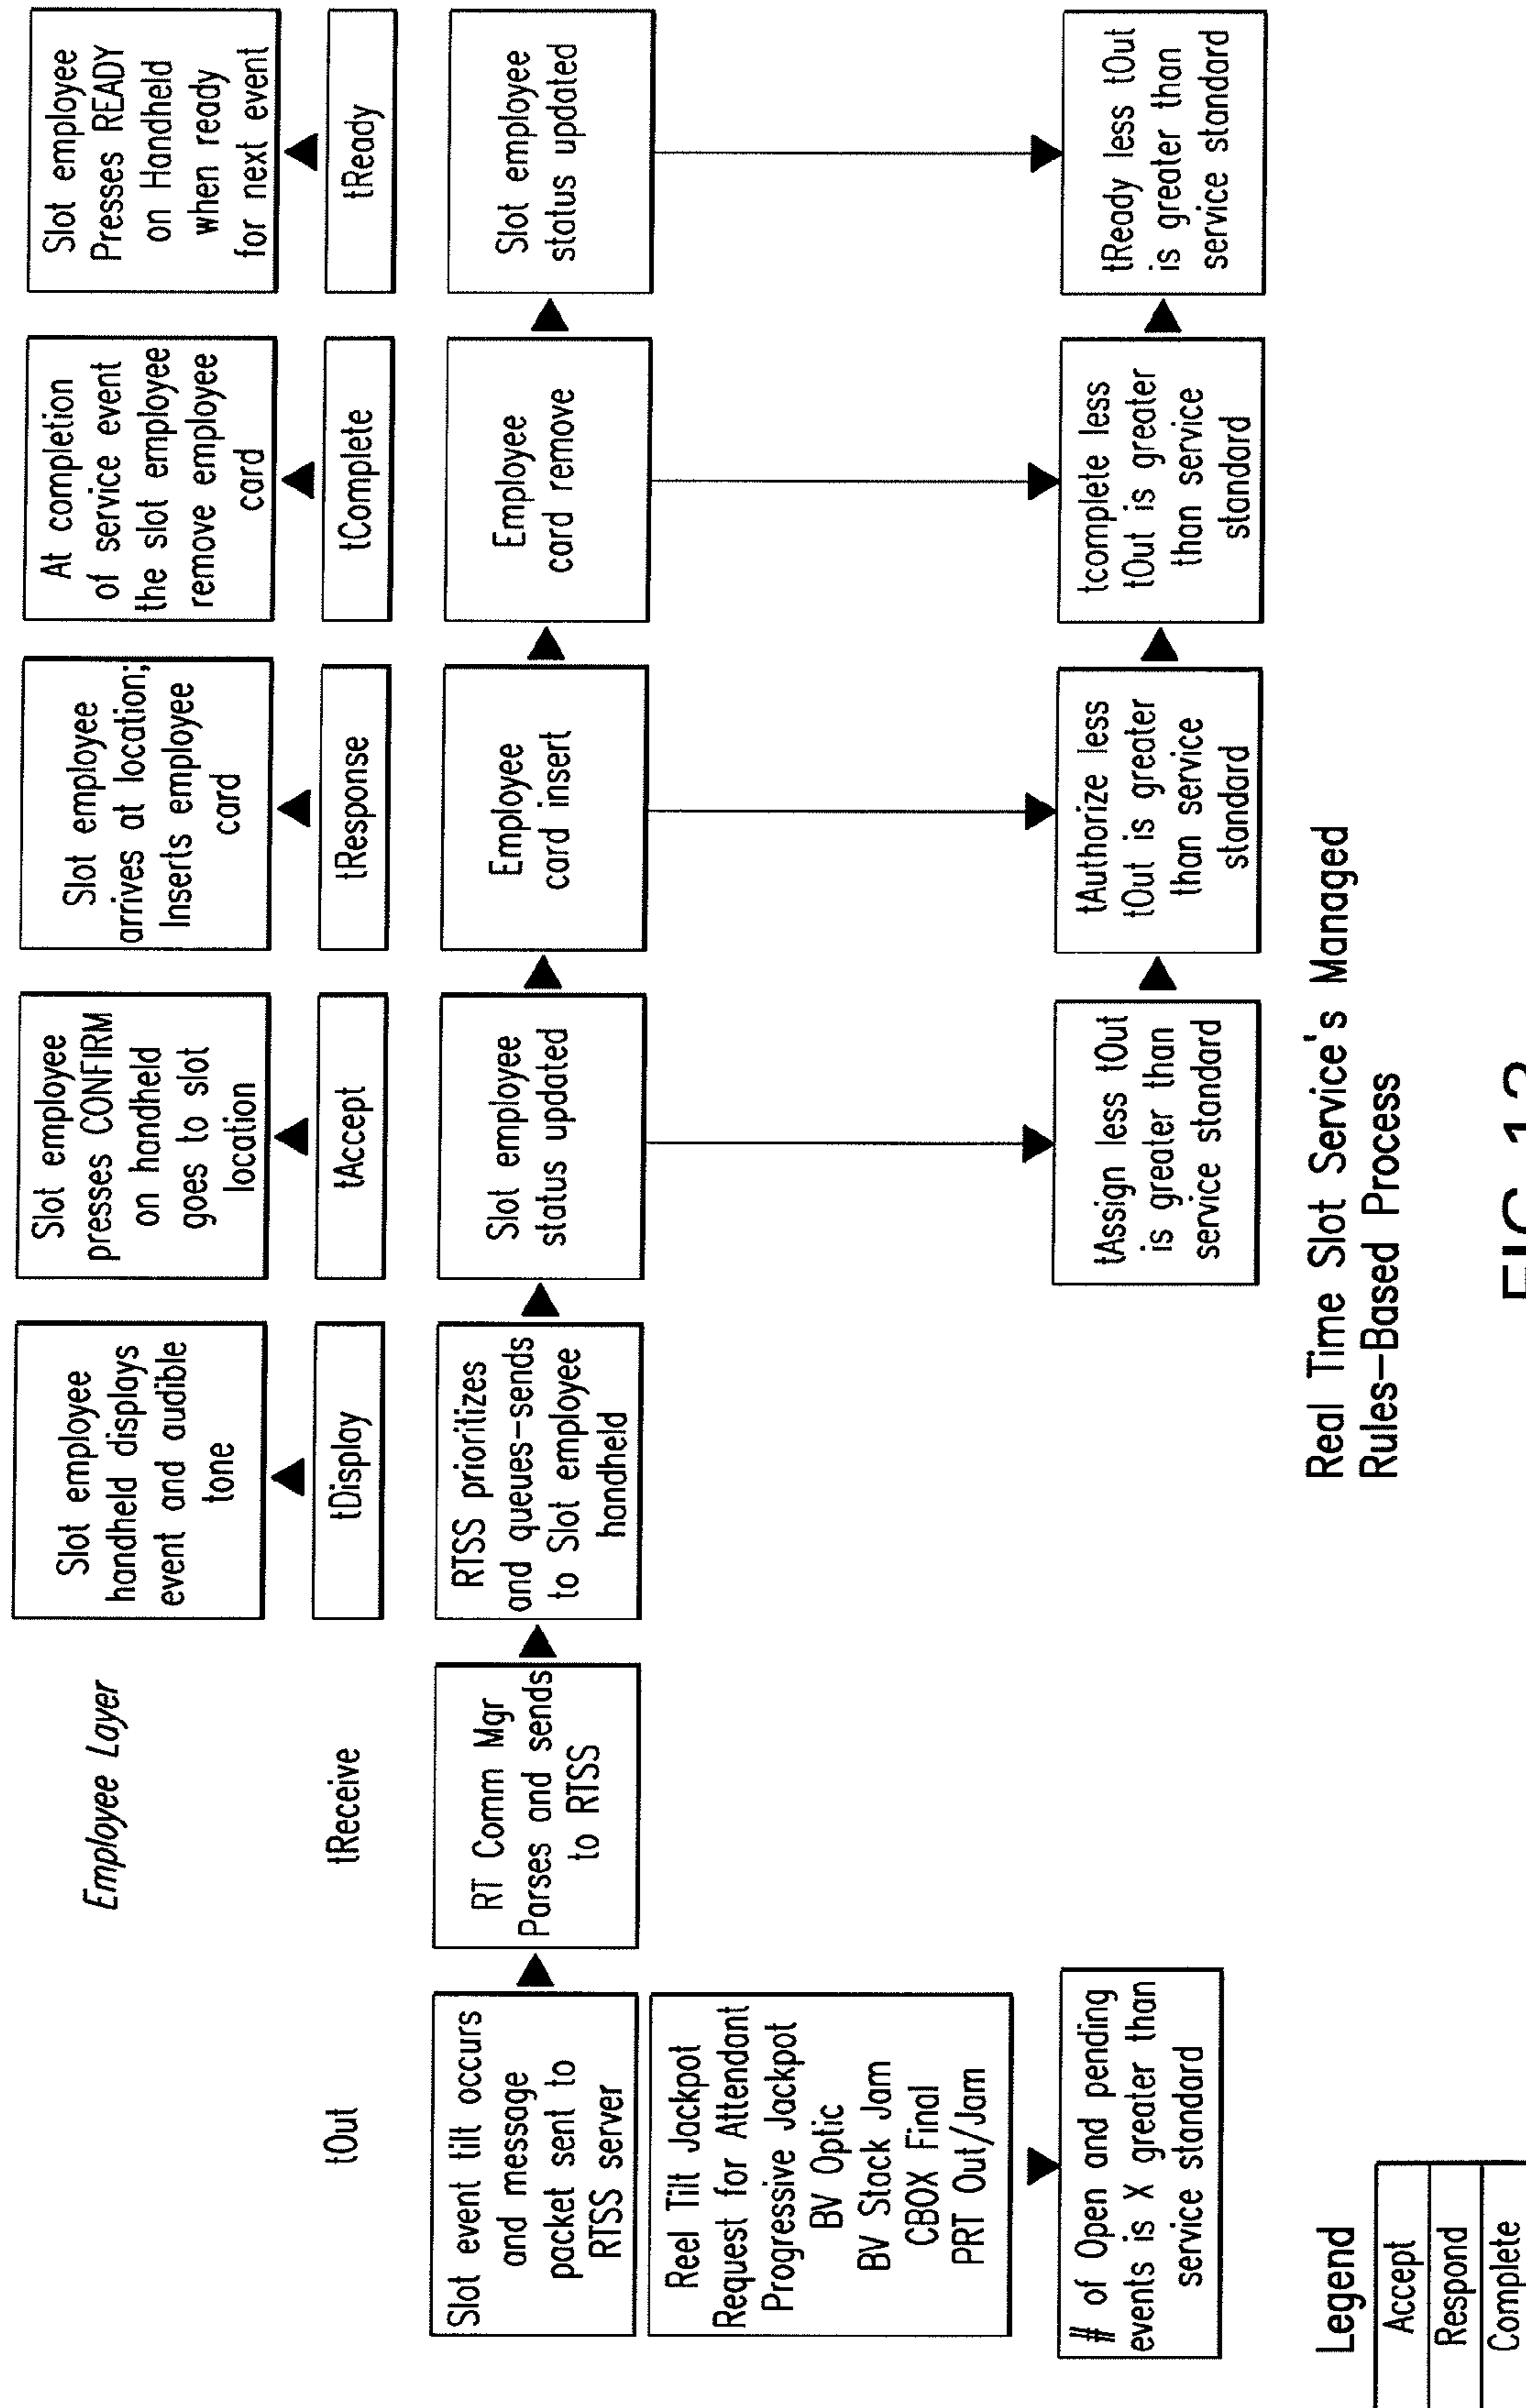 Employee Layer
Slot employee
handheld displays
event and audible
tone
Slot employee
presses CONFIRM
on handheld
goes to slot
location
Slot employee
arrives at location;
Inserts employee
card
At completion
of service event
the slot employee
remove employee
card
Slot employee
Presses READY
on Handheld
when ready
for next event
tOut
tReceive
tDisplay
tAccept
tResponse
tComplete
tReady
Slot event tilt occurs
and message
packet sent to
RTSS server
RT Comm Mgr
Parses and sends
to RTSS
RTSS prioritizes
and queues-sends
to Slot employee
handheld
Slot employee
status updated
Employee
card insert
Employee
card remove
Slot employee
status updated
Reel Tilt Jackpot
Request for Attendant
Progressive Jackpot
BV Optic
BV Stack Jam
CBOX Final
PRT Out/Jam
# of Open and pending
events is X greater than
service standard
tAssign less tOut
is greater than
service standard
tAuthorize less
tOut is greater
than service
standard
tcomplete less
tOut is greater
than service
standard
tReady less tOut
is greater than
service standard
Legend
Accept
Respond
Complete
Real Time Slot Service's Managed
Rules-Based Process